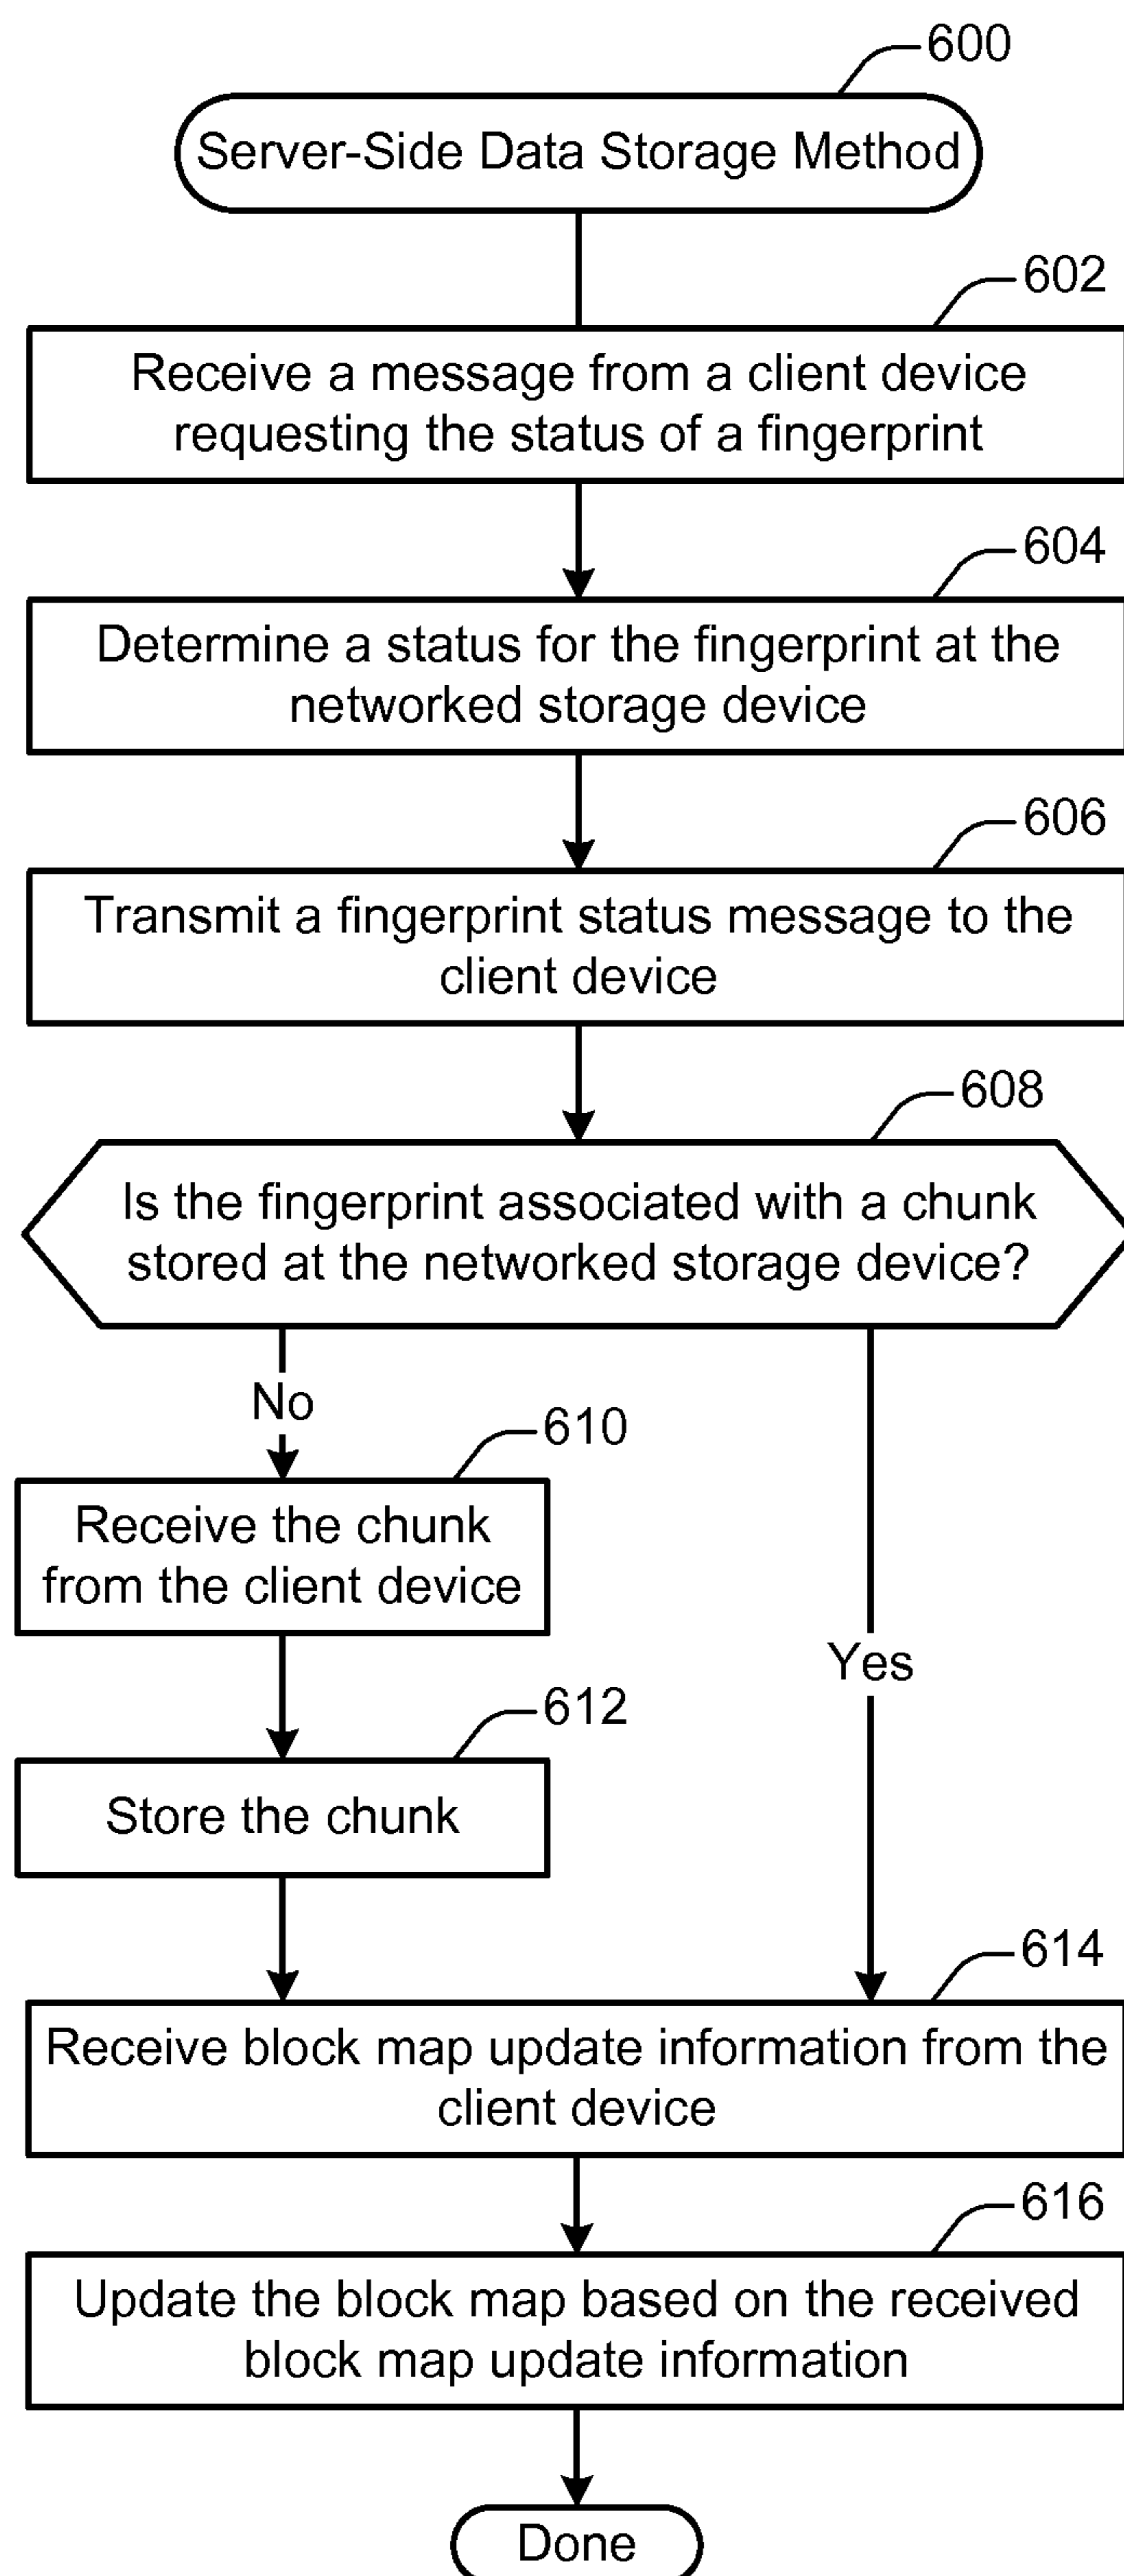 600
Server-Side Data Storage Method
602
Receive a message from a client device
requesting the status of a fingerprint
604
Determine a status for the fingerprint at the
networked storage device
606
Transmit a fingerprint status message to the
client device
608
Is the fingerprint associated with a chunk
stored at the networked storage device?
No
610
Receive the chunk
from the client device
Yes
612
Store the chunk
614
Receive block map update information from the
client device
616
Update the block map based on the received
block map update information
Done